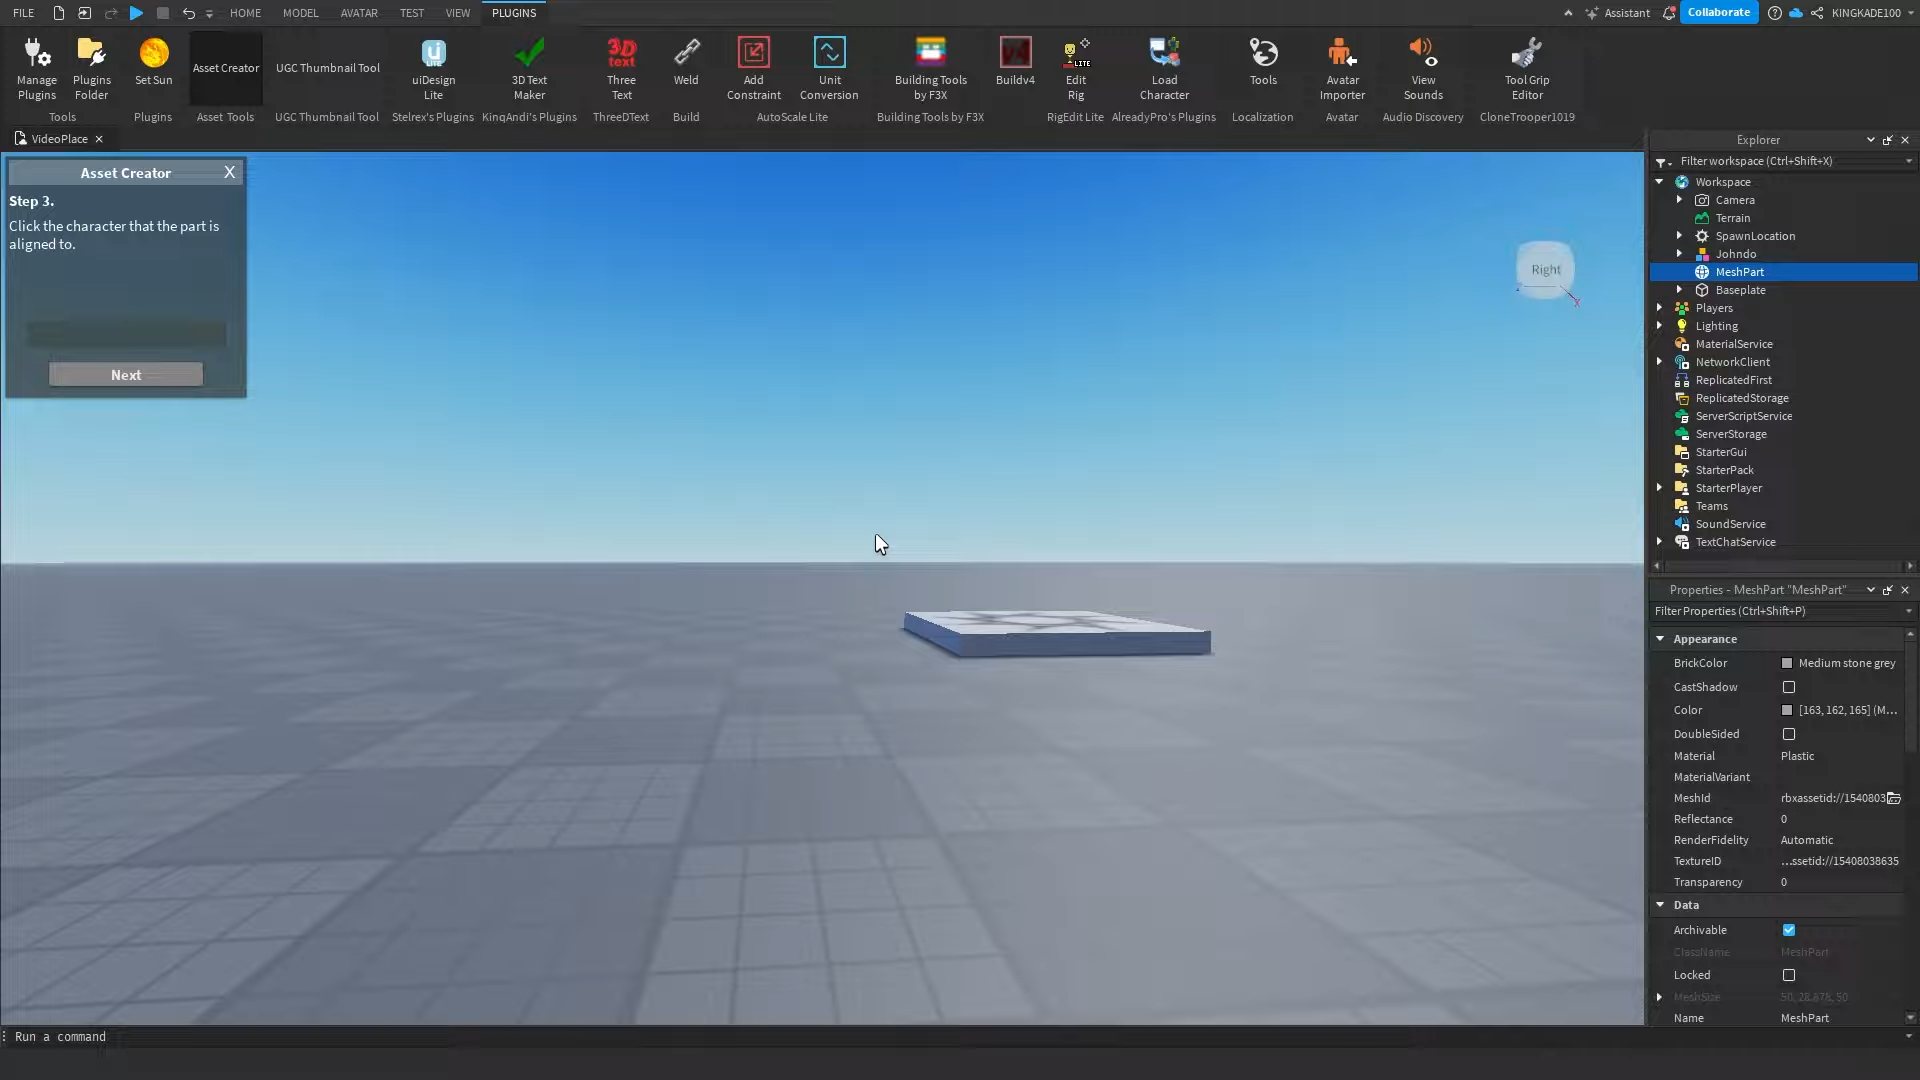 FILE HOME MODEL AVATAR TEST VIEW PLUGINS Assistant Collaborate KINGKADE100
Manage Plugins
Plugins Folder
Set Sun
Asset Creator
UGC Thumbnail Tool
uiDesign Lite
3D Text Maker
Three Text
Weld
Add Constraint
Unit Conversion
Building Tools by F3X
Buildv4
LITE
Edit Rig
Load Character
Tools
Avatar Importer
View Sounds
Tool Grip Editor
Tools Plugins Asset Tools UGC Thumbnail Tool Stelrex's Plugins KinqAndi's Plugins ThreeDText Build AutoScale Lite Building Tools by F3X RigEdit Lite AlreadyPro's Plugins Localization Avatar Audio Discovery CloneTrooper1019
VideoPlace
Asset Creator X
Step 3.
Click the character that the part is
aligned to.
Next
Right
Z
X
Explorer
Filter workspace (Ctrl+Shift+X)
Workspace
Camera
Terrain
SpawnLocation
Johndo
MeshPart
Baseplate
Players
Lighting
MaterialService
NetworkClient
ReplicatedFirst
ReplicatedStorage
ServerScriptService
ServerStorage
StarterGui
StarterPack
StarterPlayer
Teams
SoundService
TextChatService
Properties - MeshPart "MeshPart"
Filter Properties (Ctrl+Shift+P)
Appearance
BrickColor Medium stone grey
CastShadow
Color [163, 162, 165] (M...
DoubleSided
Material Plastic
MaterialVariant
MeshId rbxassetid://1540803
Reflectance 0
RenderFidelity Automatic
TextureID ...ssetid://15408038635
Transparency 0
Data
Archivable
ClassName MeshPart
Locked
MeshSize 50, 28.878, 50
Name MeshPart
Run a command